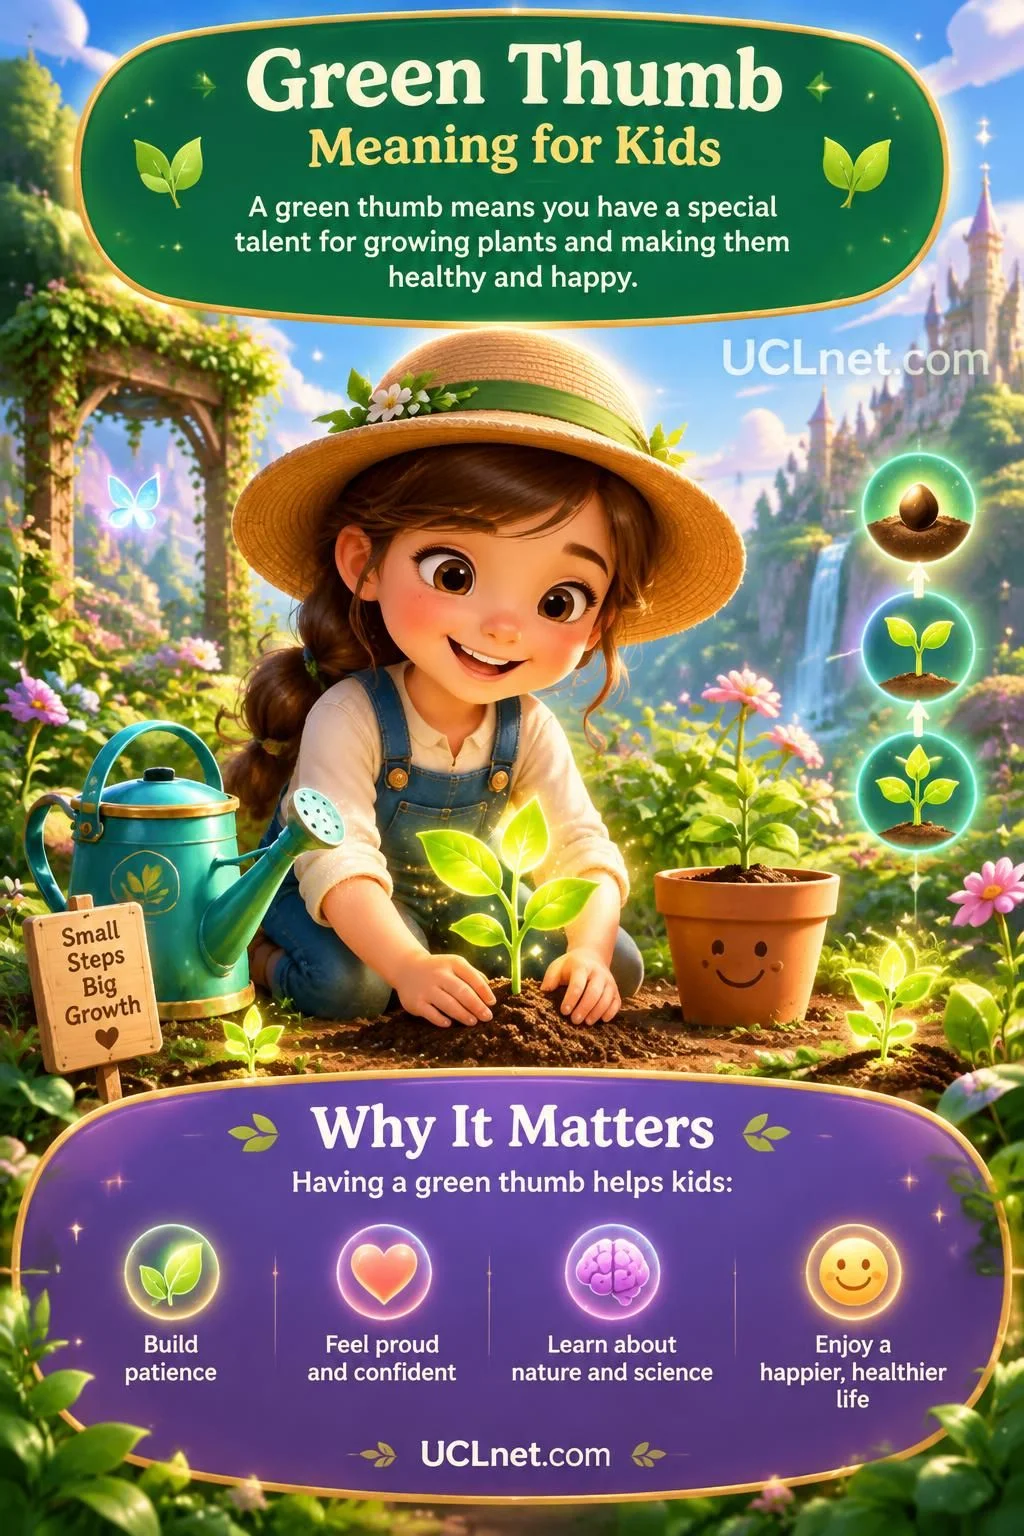 Green Thumb
Meaning for Kids
A green thumb means you have a special
talent for growing plants and making them
healthy and happy.
UCLnet.com
Small
Steps
Big
Growth
Why It Matters
Having a green thumb helps kids:
Build
patience
Feel proud
and confident
Learn about
nature and science
Enjoy a
happier, healthier
life
UCLnet.com